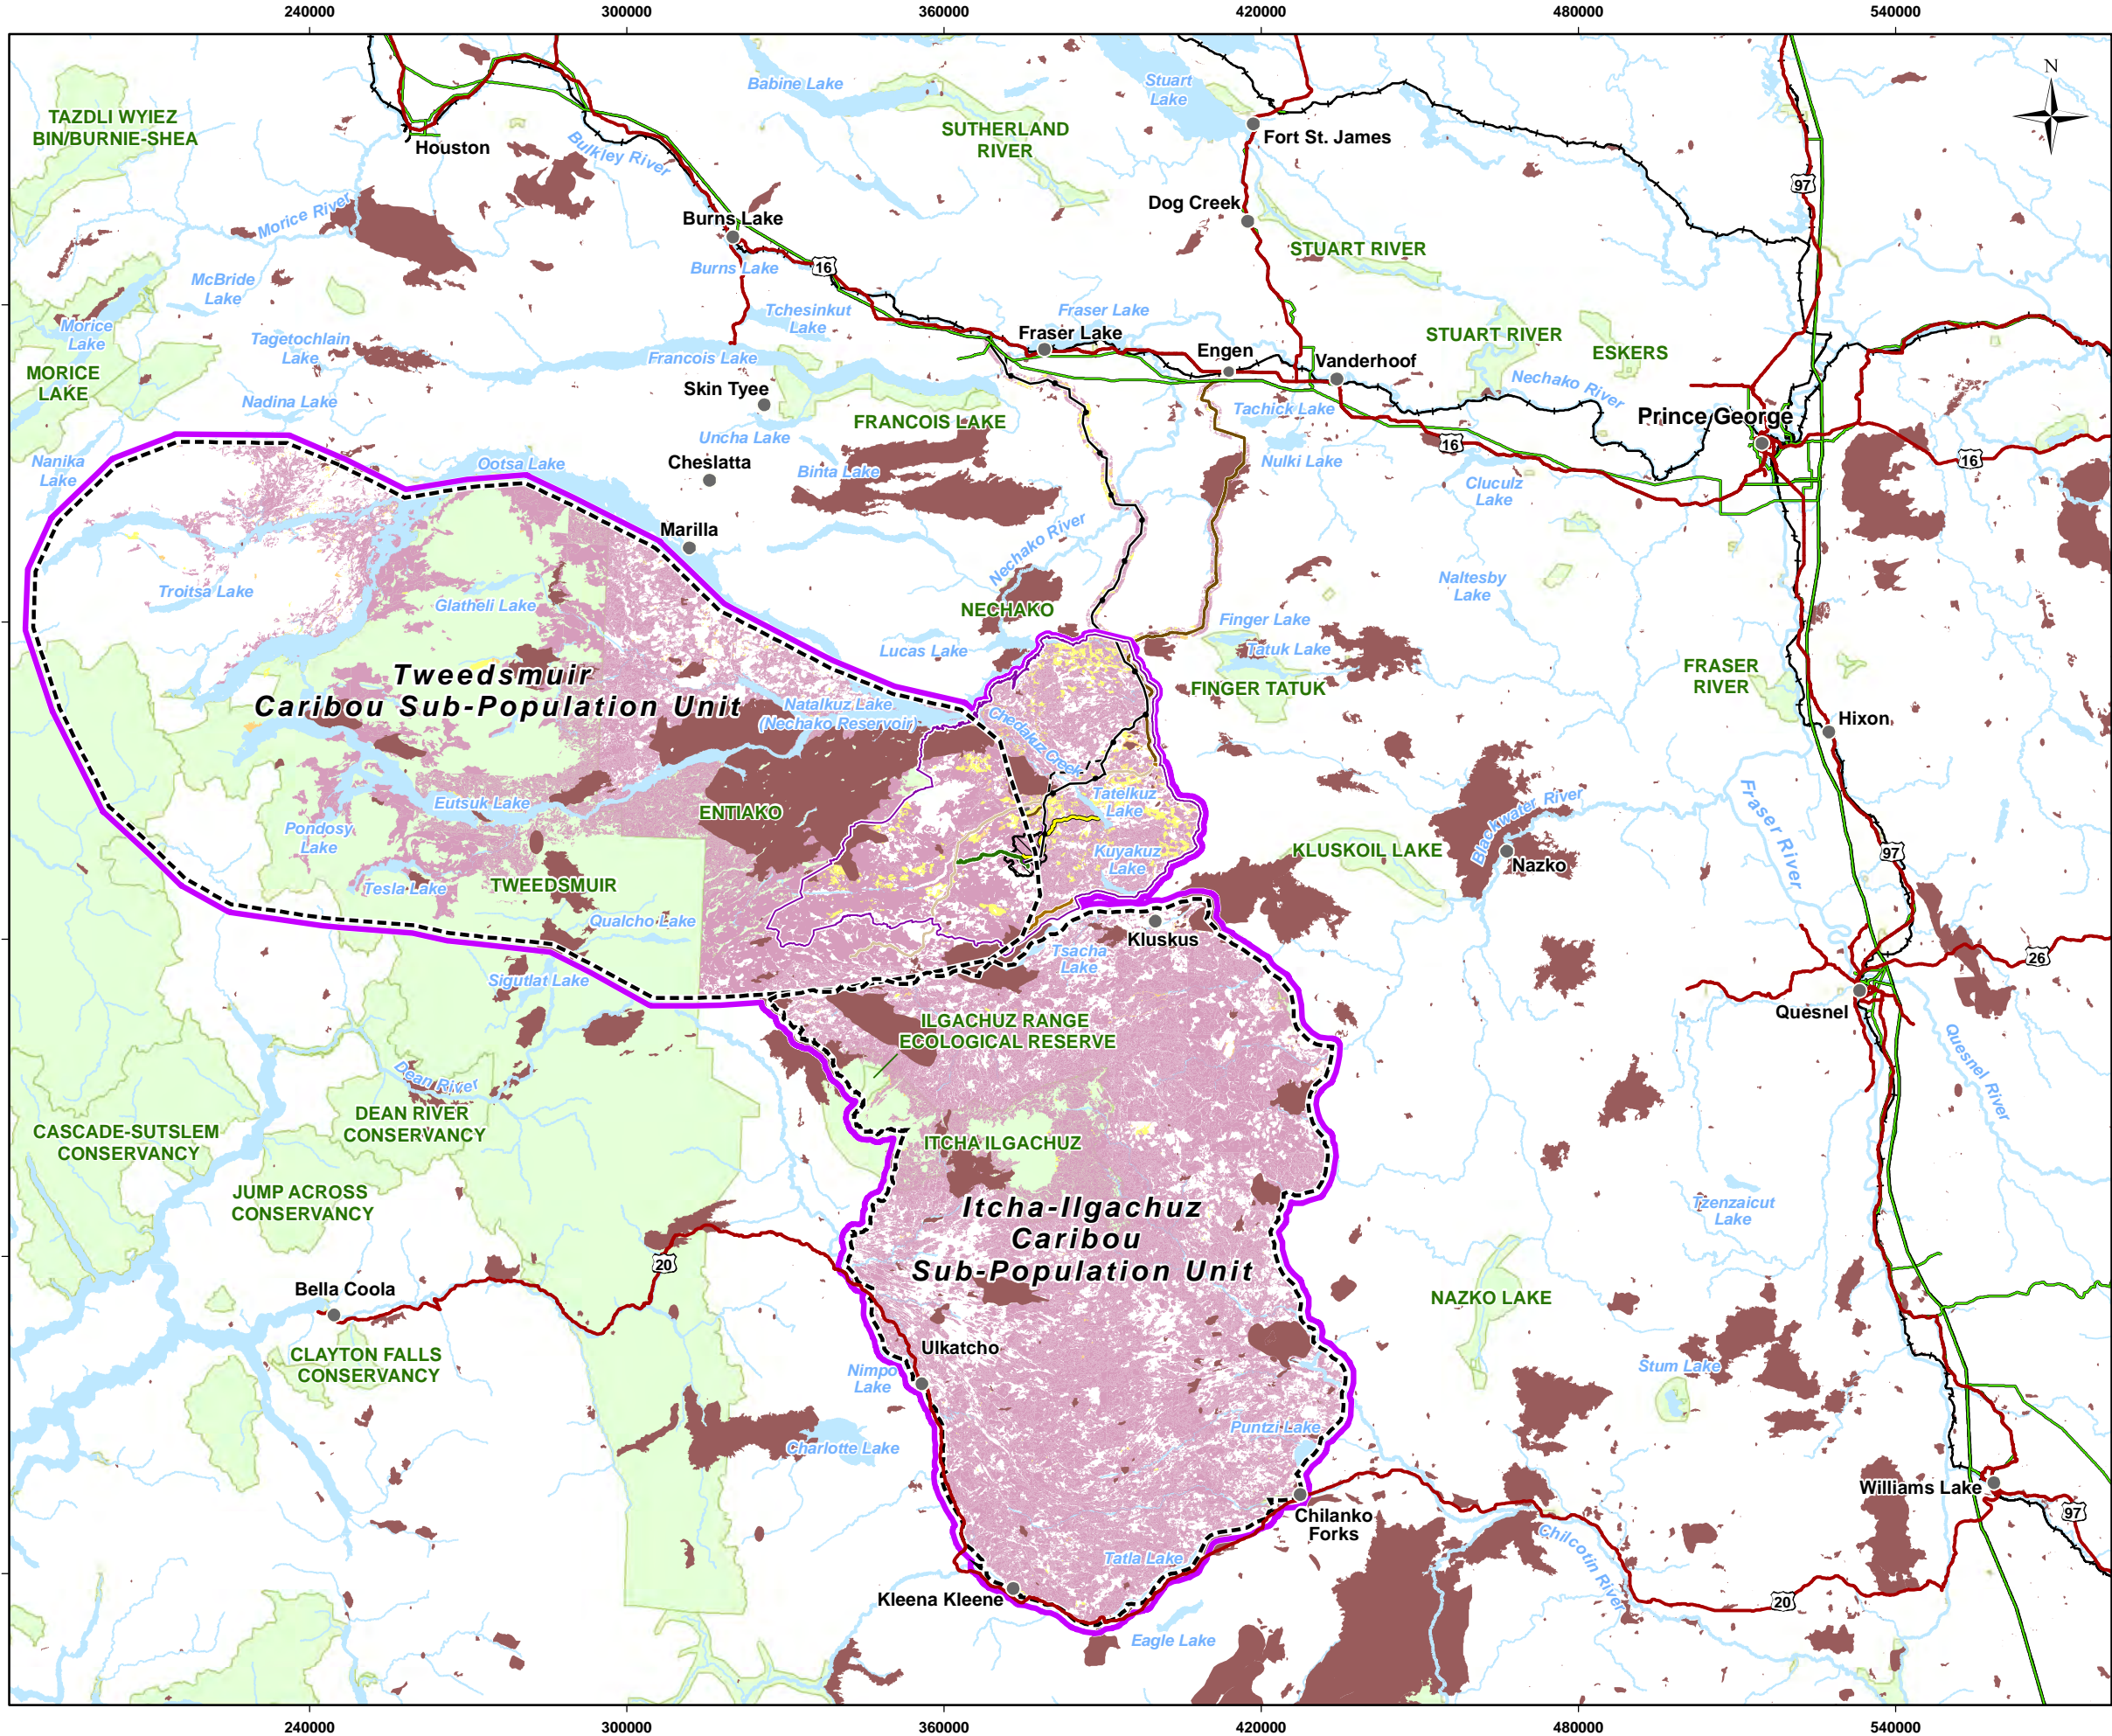 240000
300000
360000
420000
480000
540000
N
Babine Lake
Stuart
Lake
TAZDLI WYIEZ
BIN/BURNIE-SHEA
SUTHERLAND
RIVER
Fort St. James
Houston
Bulkley River
97
Dog Creek
Morice River
Burns Lake
STUART RIVER
Burns Lake
16
McBride
Lake
Tchesinkut
Lake
Fraser Lake
Morice
Lake
Tagetochlain
Lake
Fraser Lake
STUART RIVER
ESKERS
Francois Lake
Engen
Vanderhoof
MORICE
LAKE
Skin Tyee
Nechako River
Nadina Lake
FRANCOIS LAKE
Tachick Lake
Prince George
Uncha Lake
16
16
Nanika
Lake
Ootsa Lake
Cheslatta
Binta Lake
Nulki Lake
Cluculz
Lake
Marilla
Nechako River
Troitsa Lake
Glatheli Lake
Naltesby
Lake
NECHAKO
Finger Lake
Lucas Lake
Tatuk Lake
Tweedsmuir
Caribou Sub-Population Unit
FINGER TATUK
FRASER
RIVER
Natalkuz Lake
(Nechako Reservoir)
Chedakuz Creek
Hixon
Eutsuk Lake
ENTIAKO
Tatelkuz
Lake
Blackwater River
Fraser River
Pondosy
Lake
Kuyakuz
Lake
KLUSKOIL LAKE
Nazko
97
Tesla Lake
TWEEDSMUIR
Qualcho Lake
Kluskus
Tsacha
Lake
26
Sigutlat Lake
Quesnel
ILGACHUZ RANGE
ECOLOGICAL RESERVE
Quesnel River
Dean River
DEAN RIVER
CONSERVANCY
CASCADE-SUTSLEM
CONSERVANCY
ITCHA ILGACHUZ
JUMP ACROSS
CONSERVANCY
Itcha-Ilgachuz
Caribou
Sub-Population Unit
Tzenzaicut
Lake
20
Bella Coola
NAZKO LAKE
Ulkatcho
CLAYTON FALLS
CONSERVANCY
Nimpo
Lake
Stum Lake
Puntzi Lake
Charlotte Lake
Williams Lake
Chilanko
Forks
97
Chilcotin River
Tatla Lake
Kleena Kleene
20
Eagle Lake
240000
300000
360000
420000
480000
540000